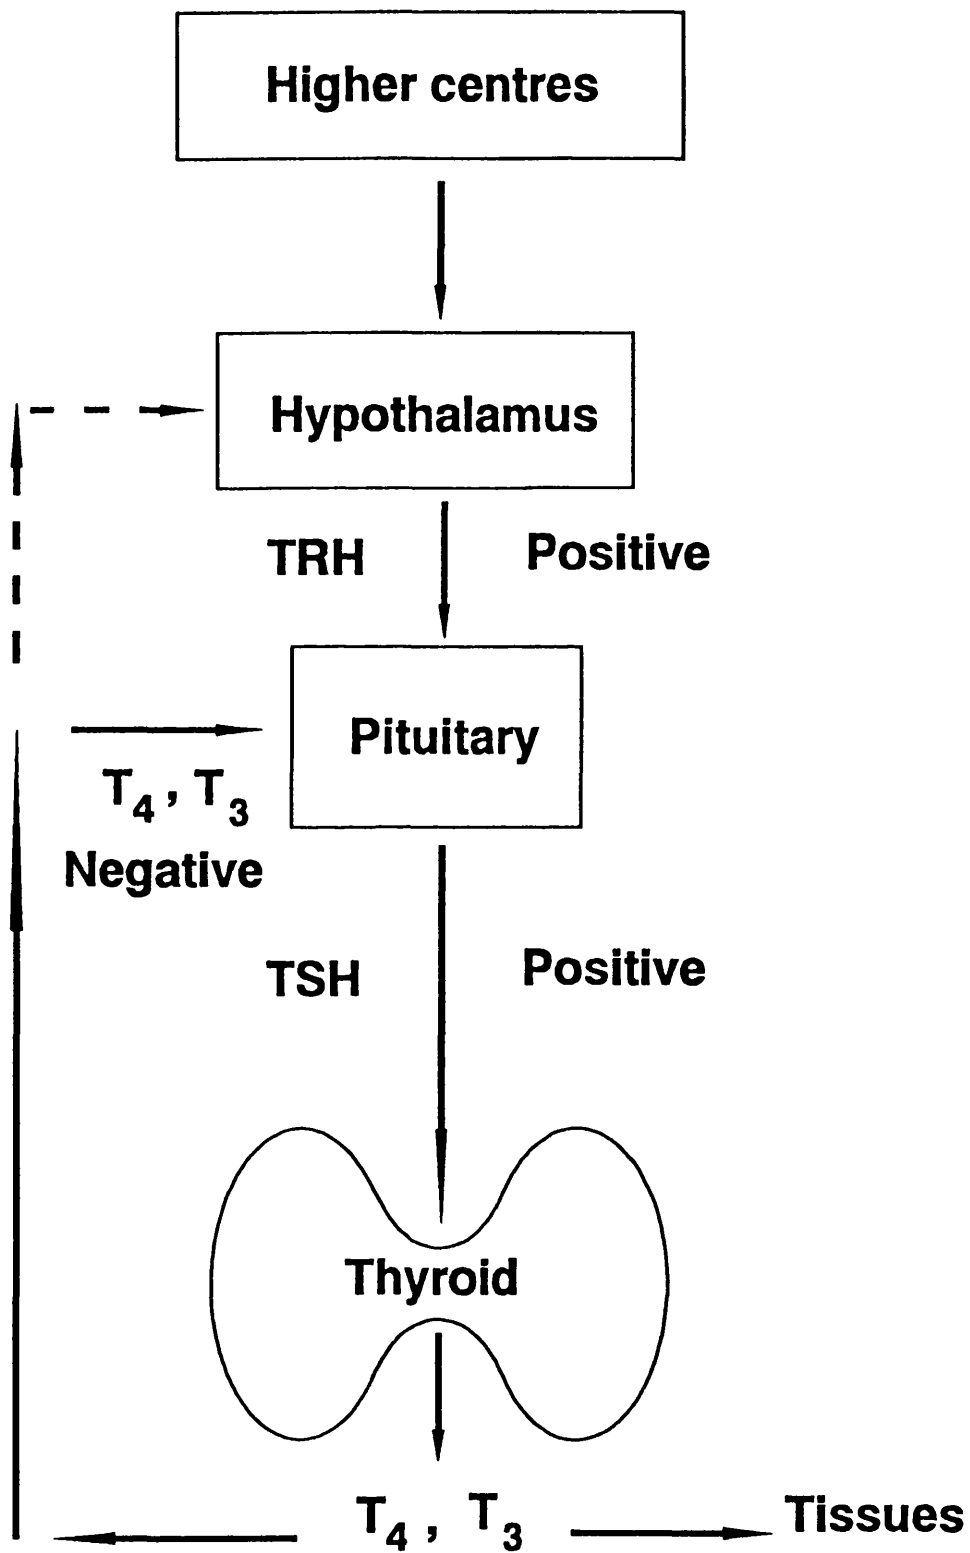 Higher centres
Hypothalamus
TRH Positive
Pituitary
T4, T3
Negative
TSH Positive
Thyroid
T4, T3 Tissues